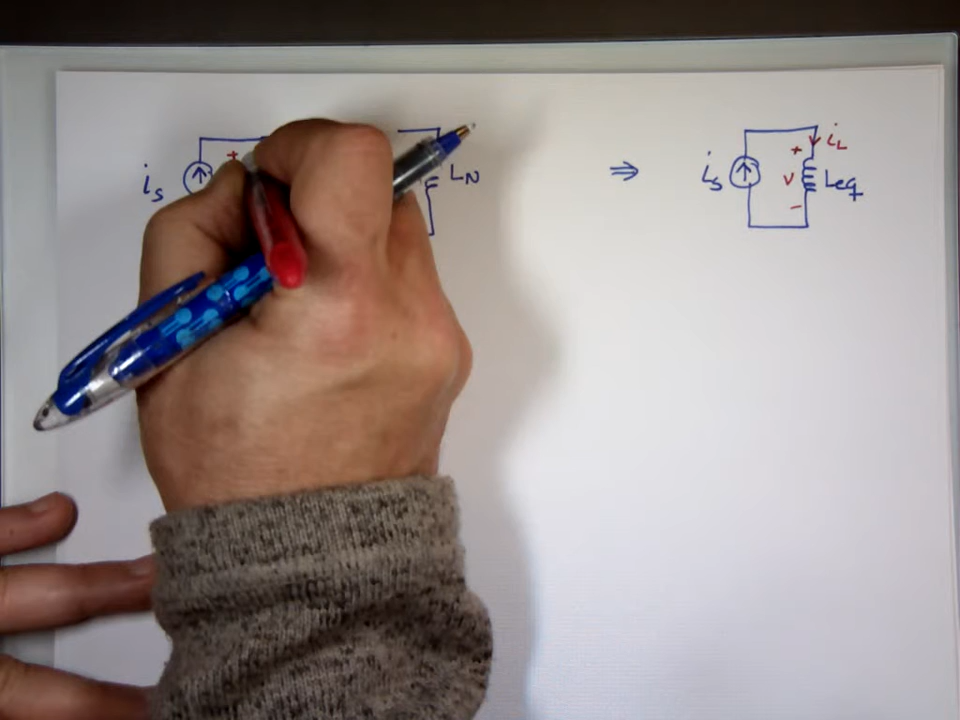 is + LN ⇒ is + v - iL Leq